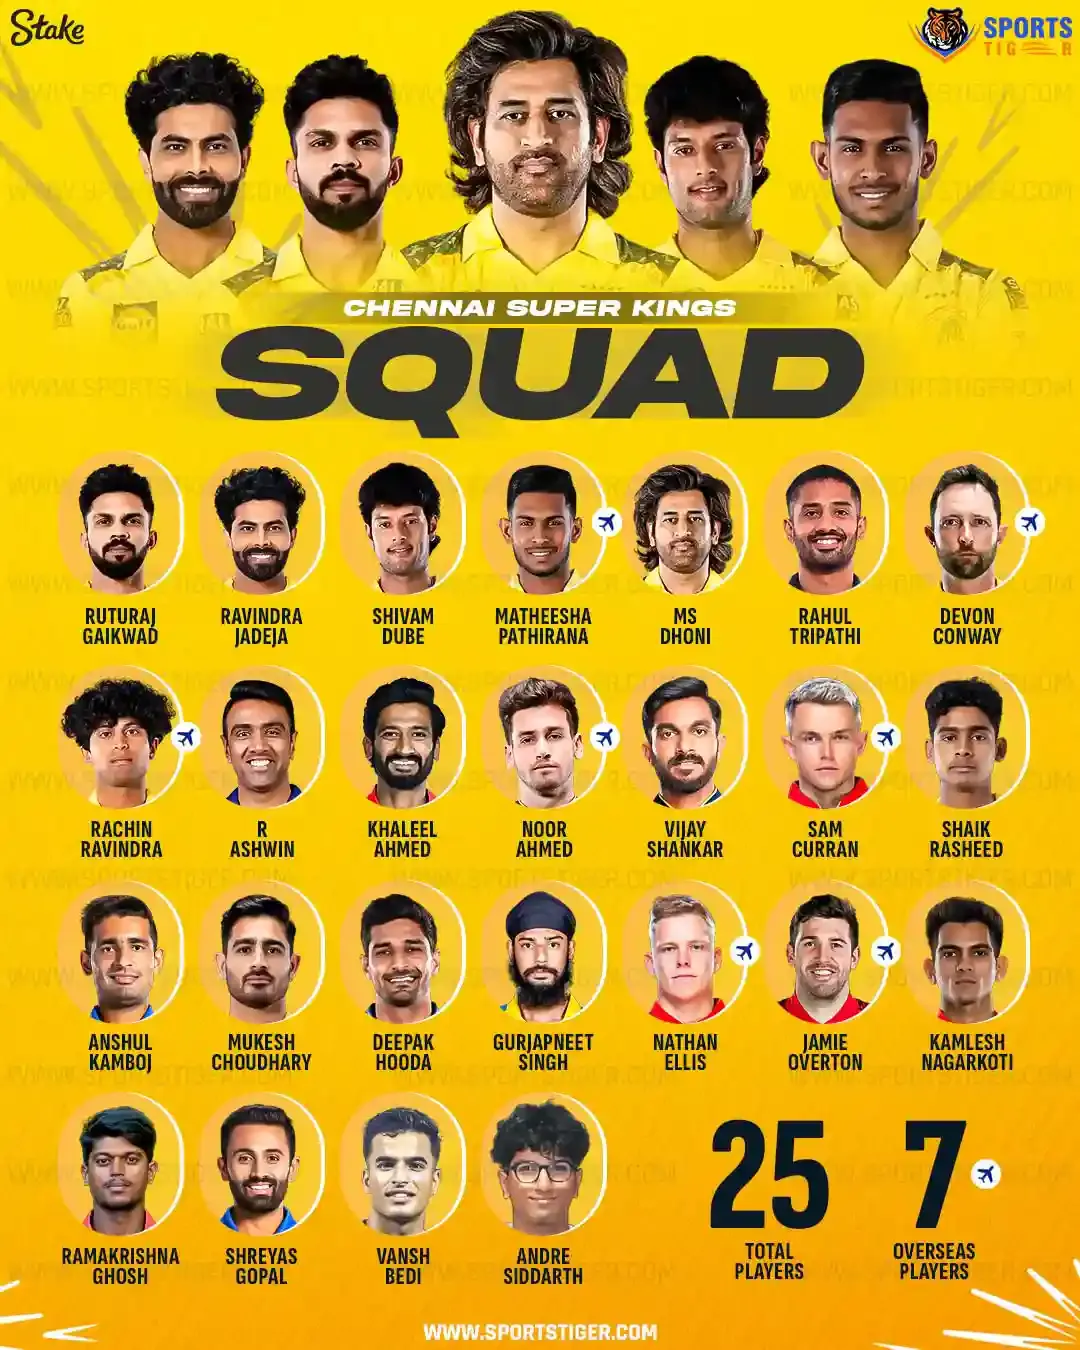 Stake
SPORTS
TIGER
CHENNAI SUPER KINGS
SQUAD
RUTURAJ
GAIKWAD
RAVINDRA
JADEJA
SHIVAM
DUBE
MATHEESHA
PATHIRANA
MS
DHONI
RAHUL
TRIPATHI
DEVON
CONWAY
RACHIN
RAVINDRA
R
ASHWIN
KHALEEL
AHMED
NOOR
AHMED
VIJAY
SHANKAR
SAM
CURRAN
SHAIK
RASHEED
ANSHUL
KAMBOJ
MUKESH
CHOUDHARY
DEEPAK
HOODA
GURJAPNEET
SINGH
NATHAN
ELLIS
JAMIE
OVERTON
KAMLESH
NAGARKOTI
RAMAKRISHNA
GHOSH
SHREYAS
GOPAL
VANSH
BEDI
ANDRE
SIDDARTH
25
TOTAL
PLAYERS
7
OVERSEAS
PLAYERS
WWW.SPORTSTIGER.COM